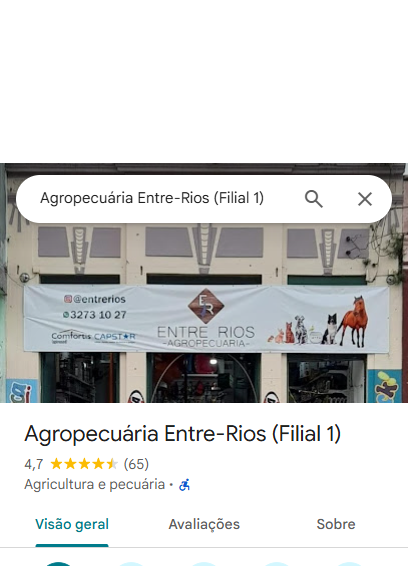 Agropecuária Entre-Rios (Filial 1)
@entrerios
3273 10 27
Comfortis CAPSTAR
ER
ENTRE RIOS
-AGROPECUARIA-
Agropecuária Entre-Rios (Filial 1)
4,7 (65)
Agricultura e pecuária ·
Visão geral Avaliações Sobre